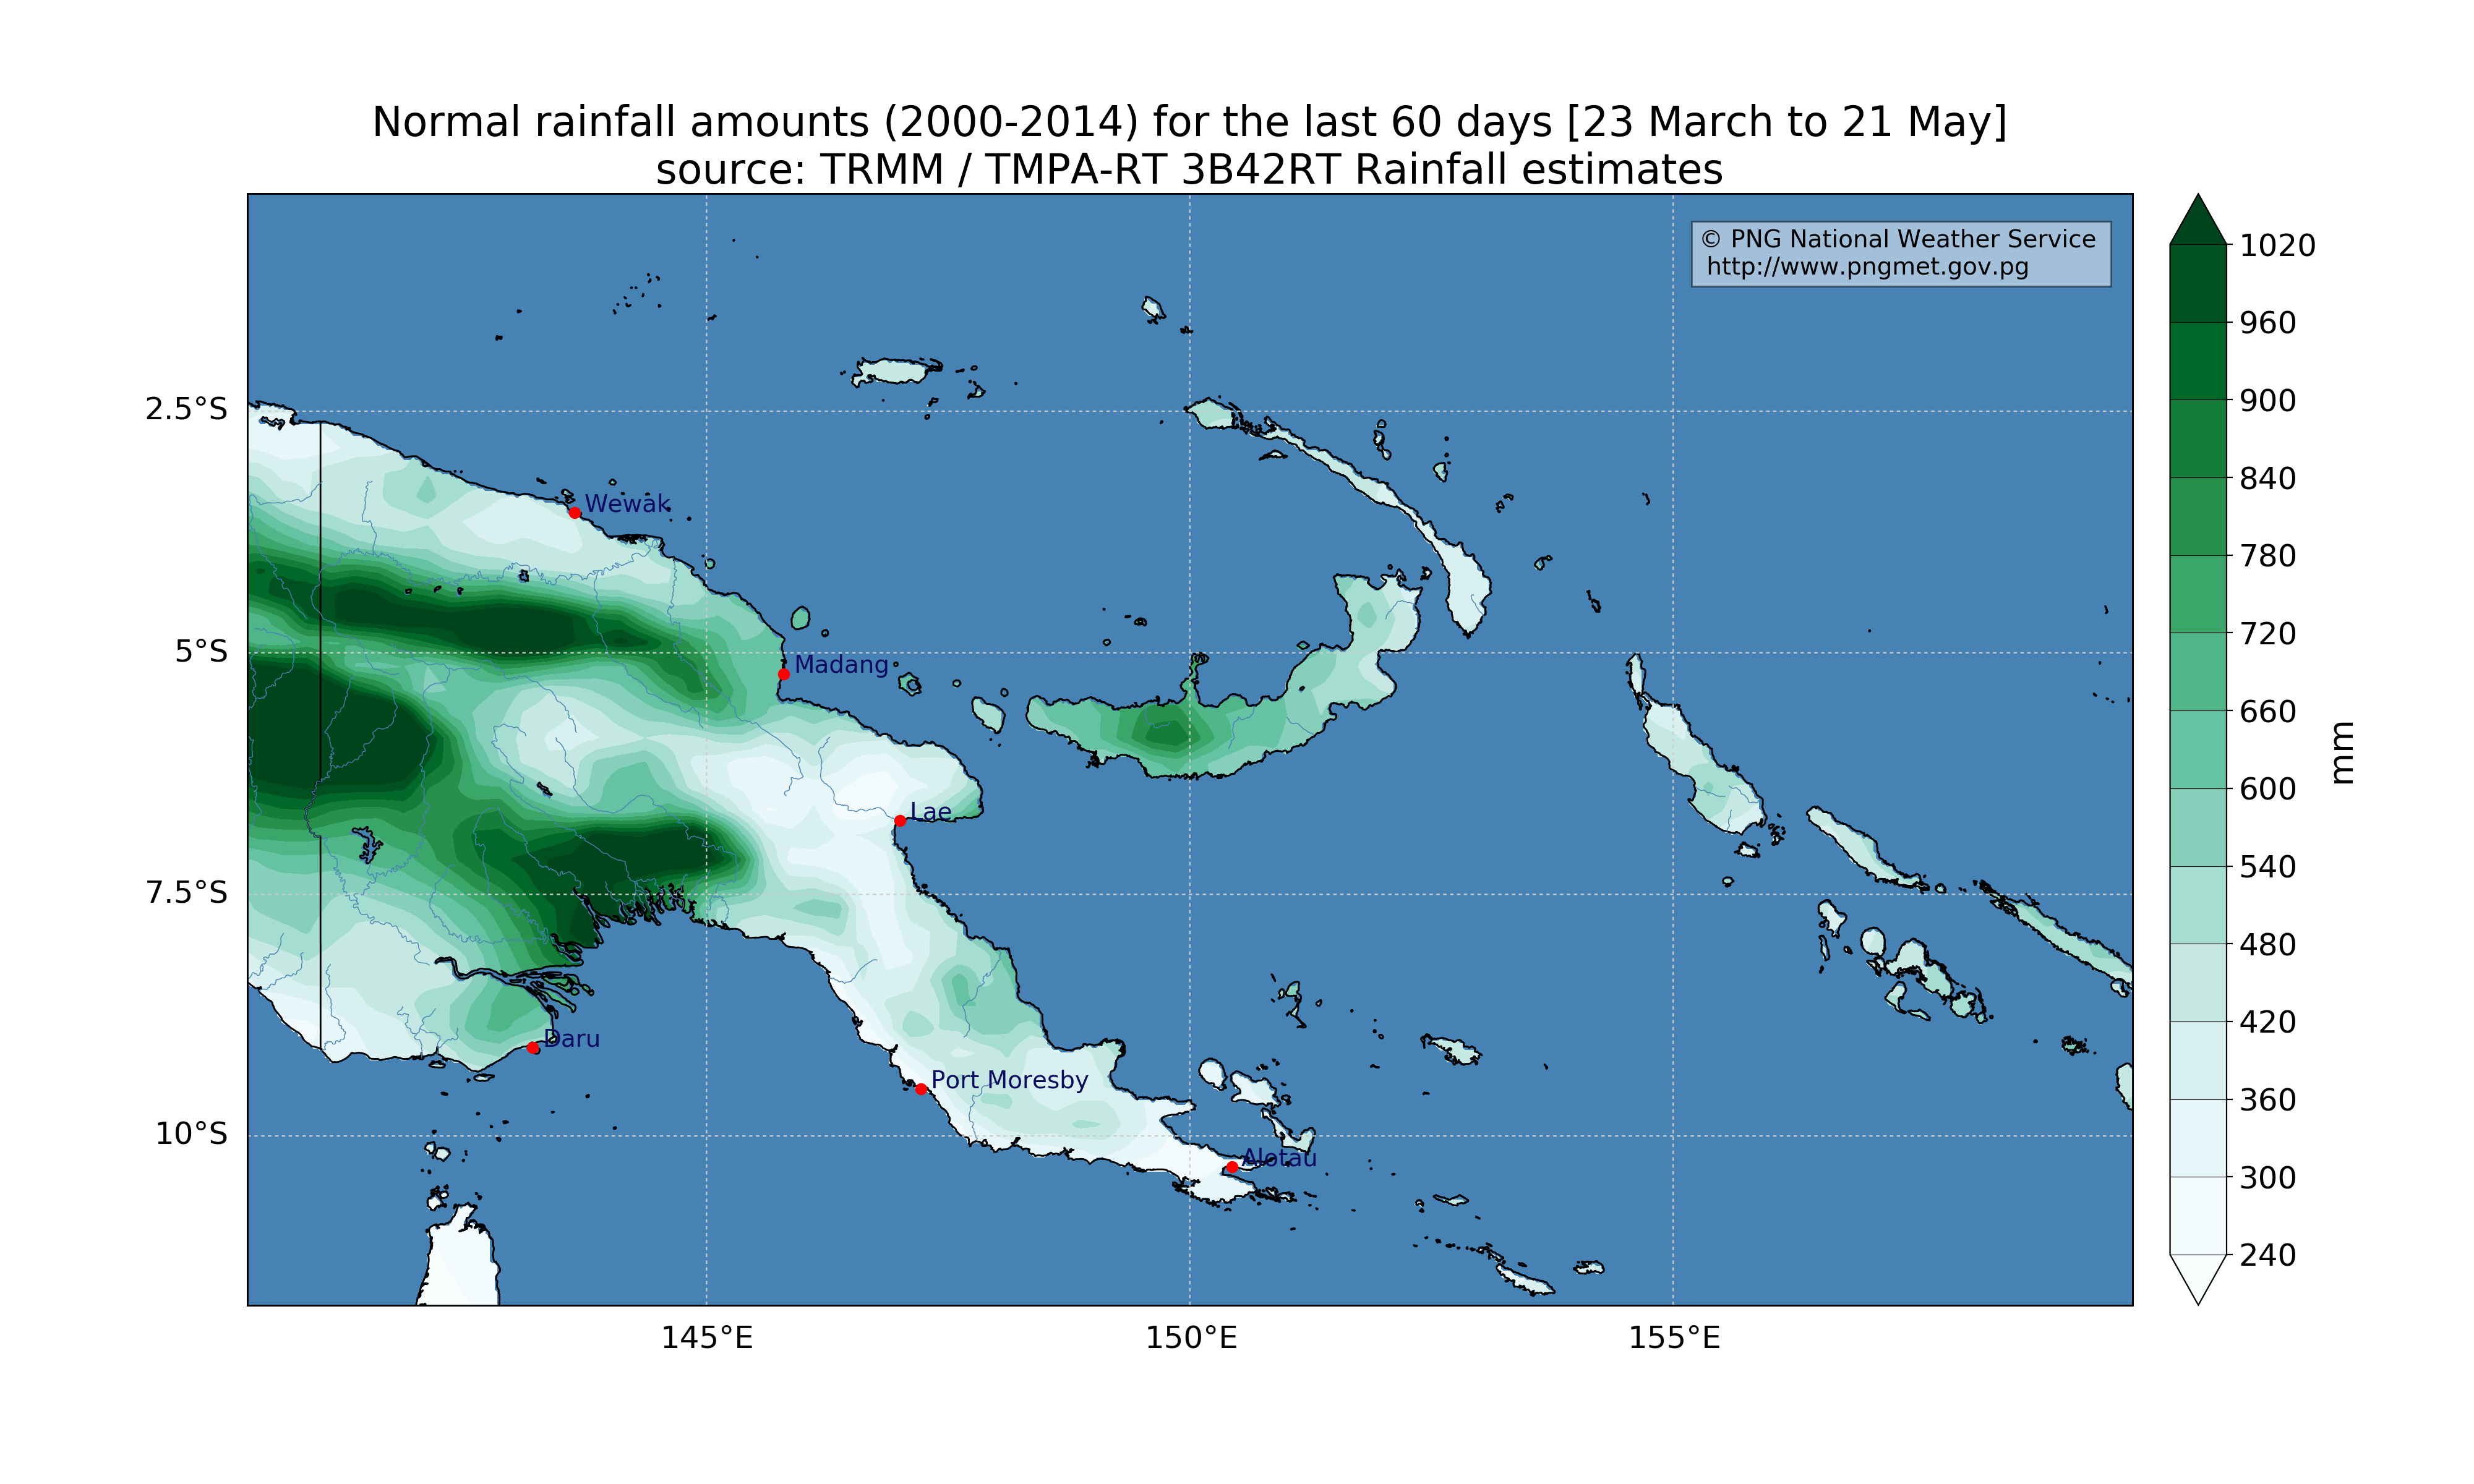 Normal rainfall amounts (2000-2014) for the last 60 days [23 March to 21 May]
source: TRMM / TMPA-RT 3B42RT Rainfall estimates
© PNG National Weather Service
http://www.pngmet.gov.pg
1020
960
900
840
780
720
660
600
540
480
420
360
300
240
mm
2.5°S
5°S
7.5°S
10°S
Wewak
Madang
Lae
Daru
Port Moresby
Alotau
145°E
150°E
155°E